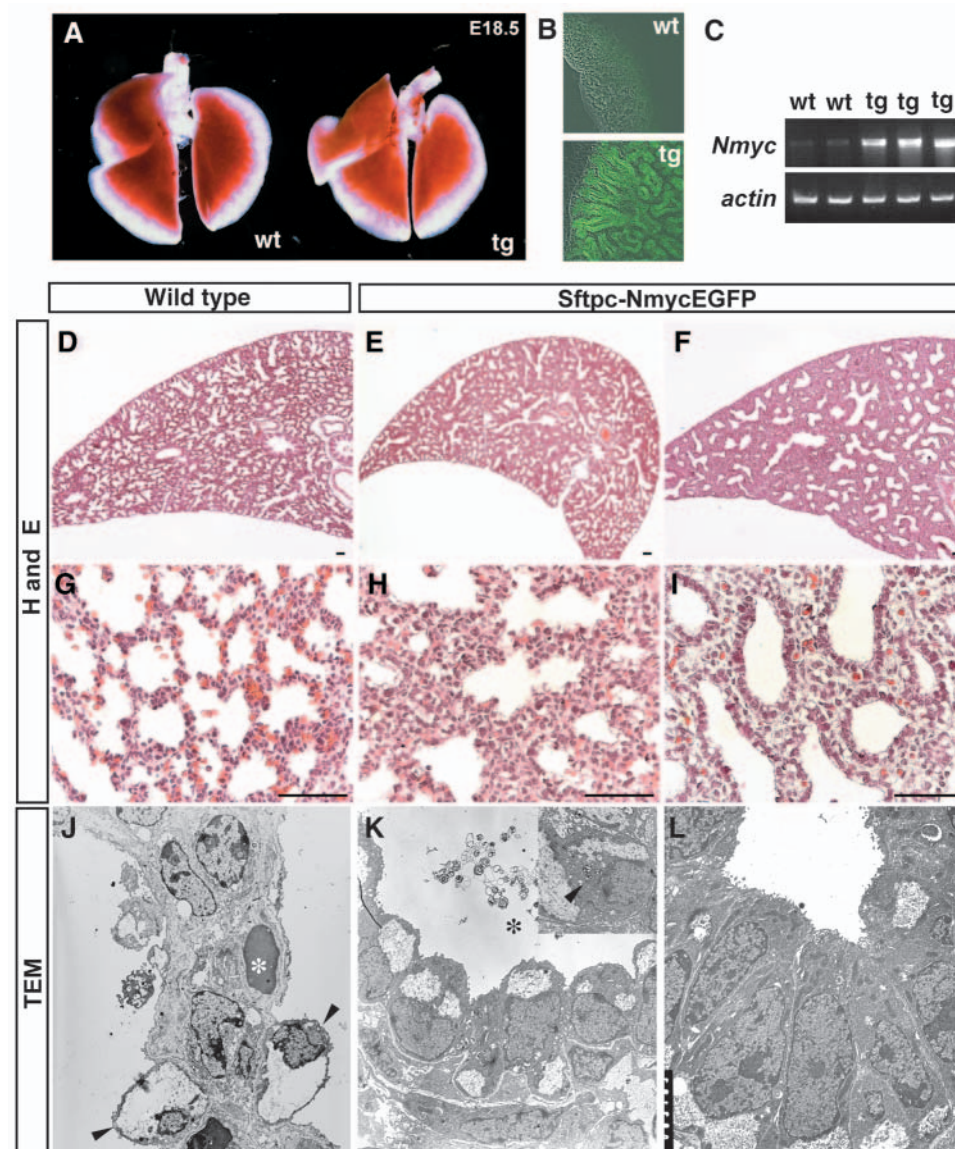 A
E18.5
wt
tg
B
wt
tg
C
wt wt tg tg tg
Nmyc
actin
Wild type
Sftpc-NmycEGFP
H and E
D
E
F
G
H
I
TEM
J
*
K
*
L